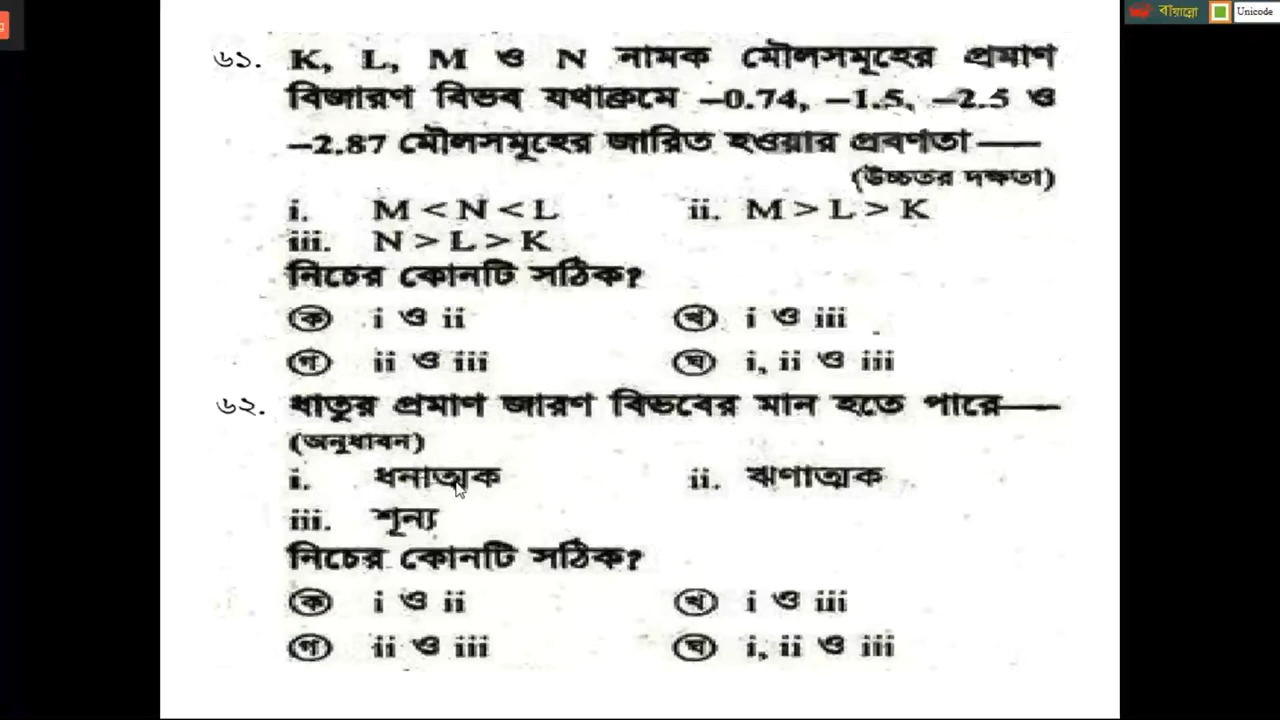 বায়ান্নো Unicode
৬১. K, L, M ও N নামক মৌলসমূহের প্রমাণ
বিজারণ বিভব যথাক্রমে –0.74, –1.5, –2.5 ও
–2.87 মৌলসমূহের জারিত হওয়ার প্রবণতা —
(উচ্চতর দক্ষতা)
i. M < N < L ii. M > L > K
iii. N > L > K
নিচের কোনটি সঠিক?
ক i ও ii খ i ও iii
গ ii ও iii ঘ i, ii ও iii
৬২. ধাতুর প্রমাণ জারণ বিভবের মান হতে পারে—
(অনুধাবন)
i. ধনাত্মক ii. ঋণাত্মক
iii. শূন্য
নিচের কোনটি সঠিক?
ক i ও ii খ i ও iii
গ ii ও iii ঘ i, ii ও iii